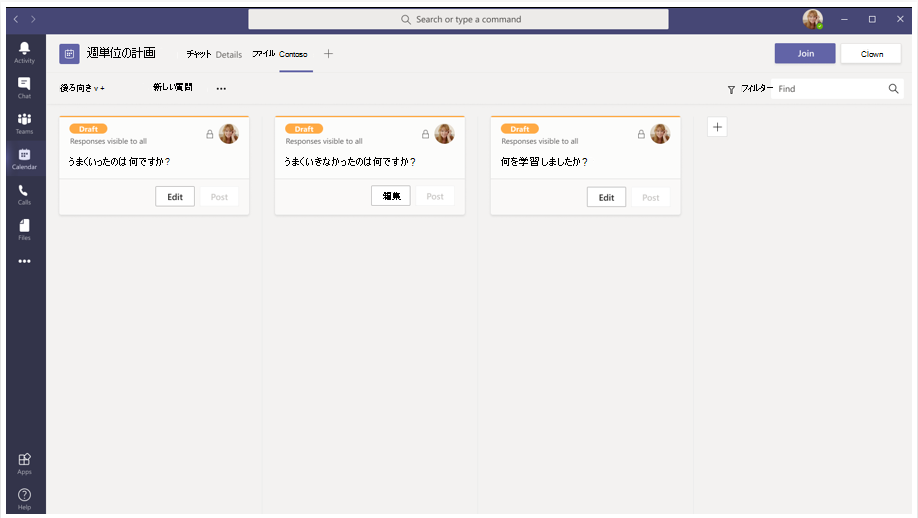 Search or type a command
Activity
Chat
Teams
Calendar
Calls
Files
Apps
Help
週単位の計画 チャット Details ファイル Contoso
Join Clown
後ろ向き v + 新しい質問 ...
フィルター Find
Draft
Responses visible to all
うまくいったのは 何ですか?
Edit Post
Draft
Responses visible to all
うまくいきなかったのは何ですか?
編集 Post
Draft
Responses visible to all
何を学習しましたか?
Edit Post